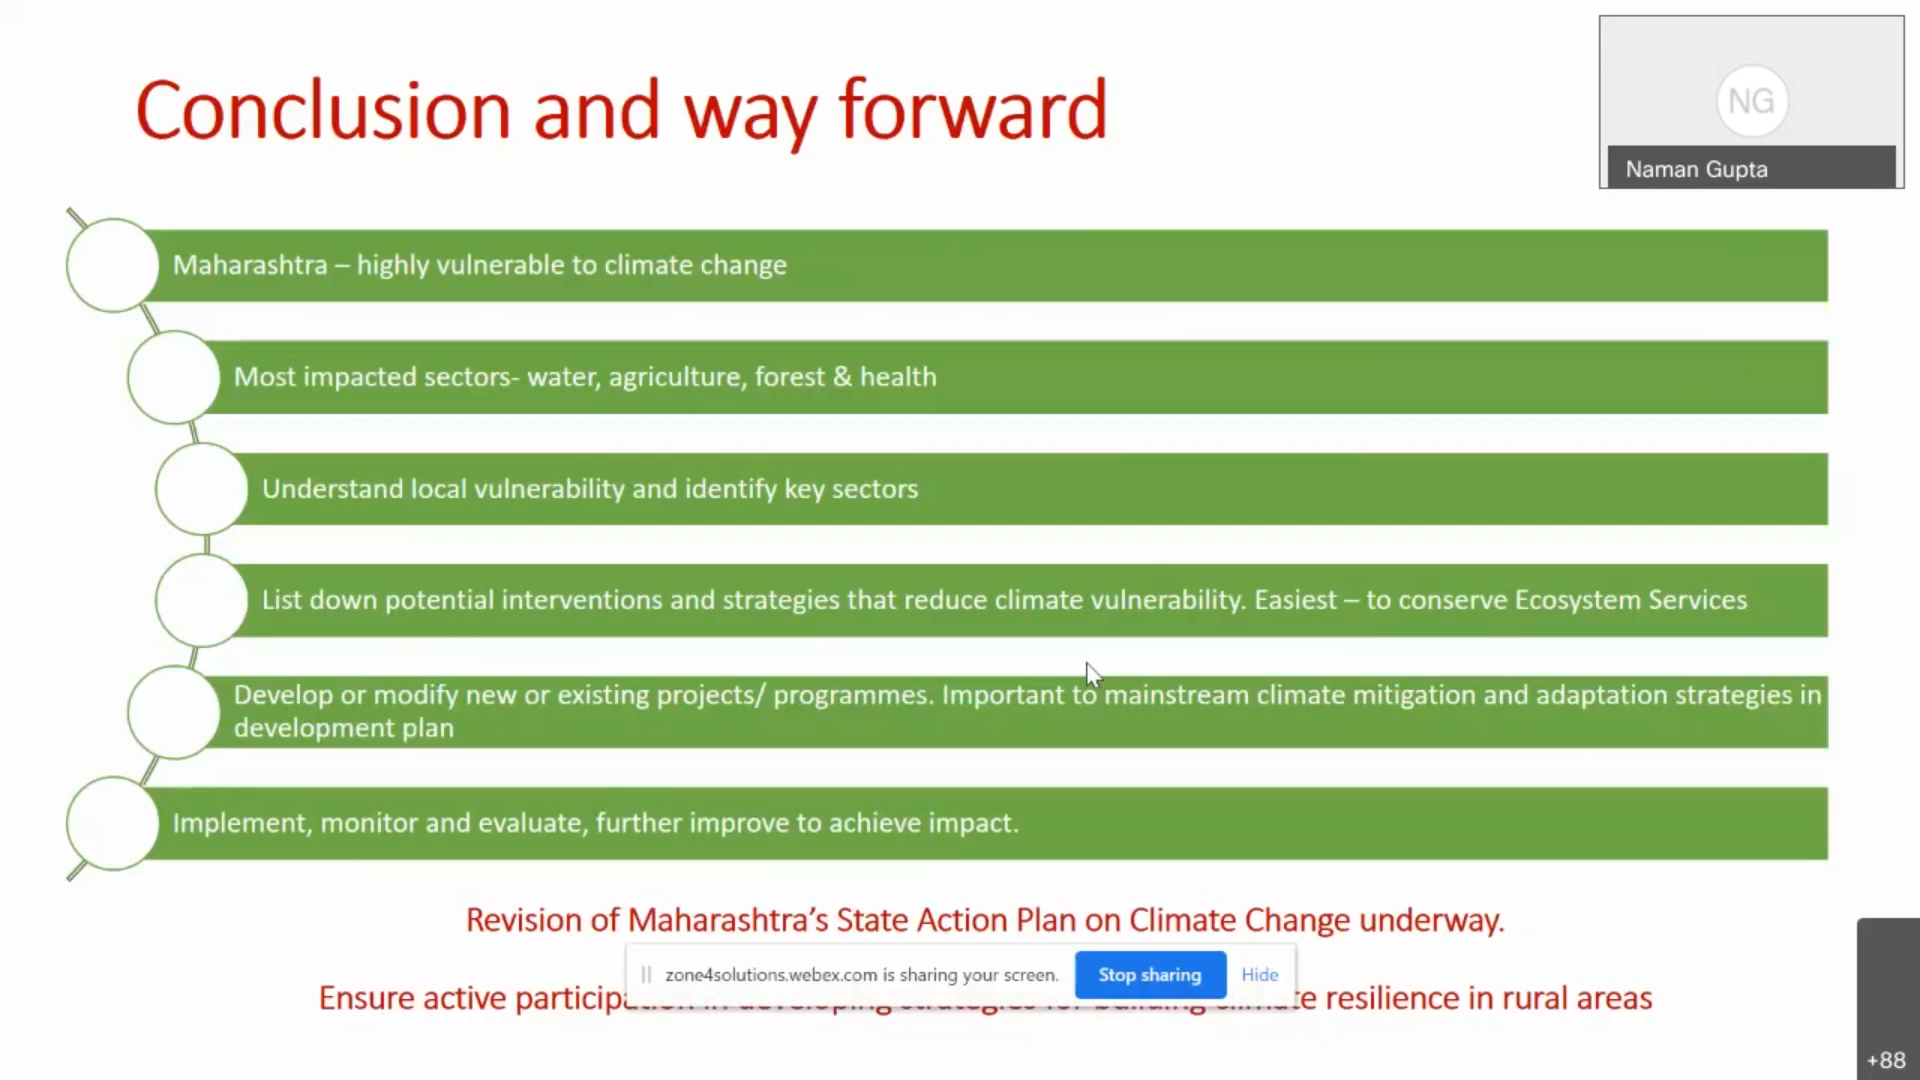 Conclusion and way forward
NG
Naman Gupta
Maharashtra – highly vulnerable to climate change
Most impacted sectors- water, agriculture, forest & health
Understand local vulnerability and identify key sectors
List down potential interventions and strategies that reduce climate vulnerability. Easiest – to conserve Ecosystem Services
Develop or modify new or existing projects/ programmes. Important to mainstream climate mitigation and adaptation strategies in
development plan
Implement, monitor and evaluate, further improve to achieve impact.
Revision of Maharashtra's State Action Plan on Climate Change underway.
zone4solutions.webex.com is sharing your screen. Stop sharing Hide
Ensure active participation in developing strategies for building climate resilience in rural areas
+88